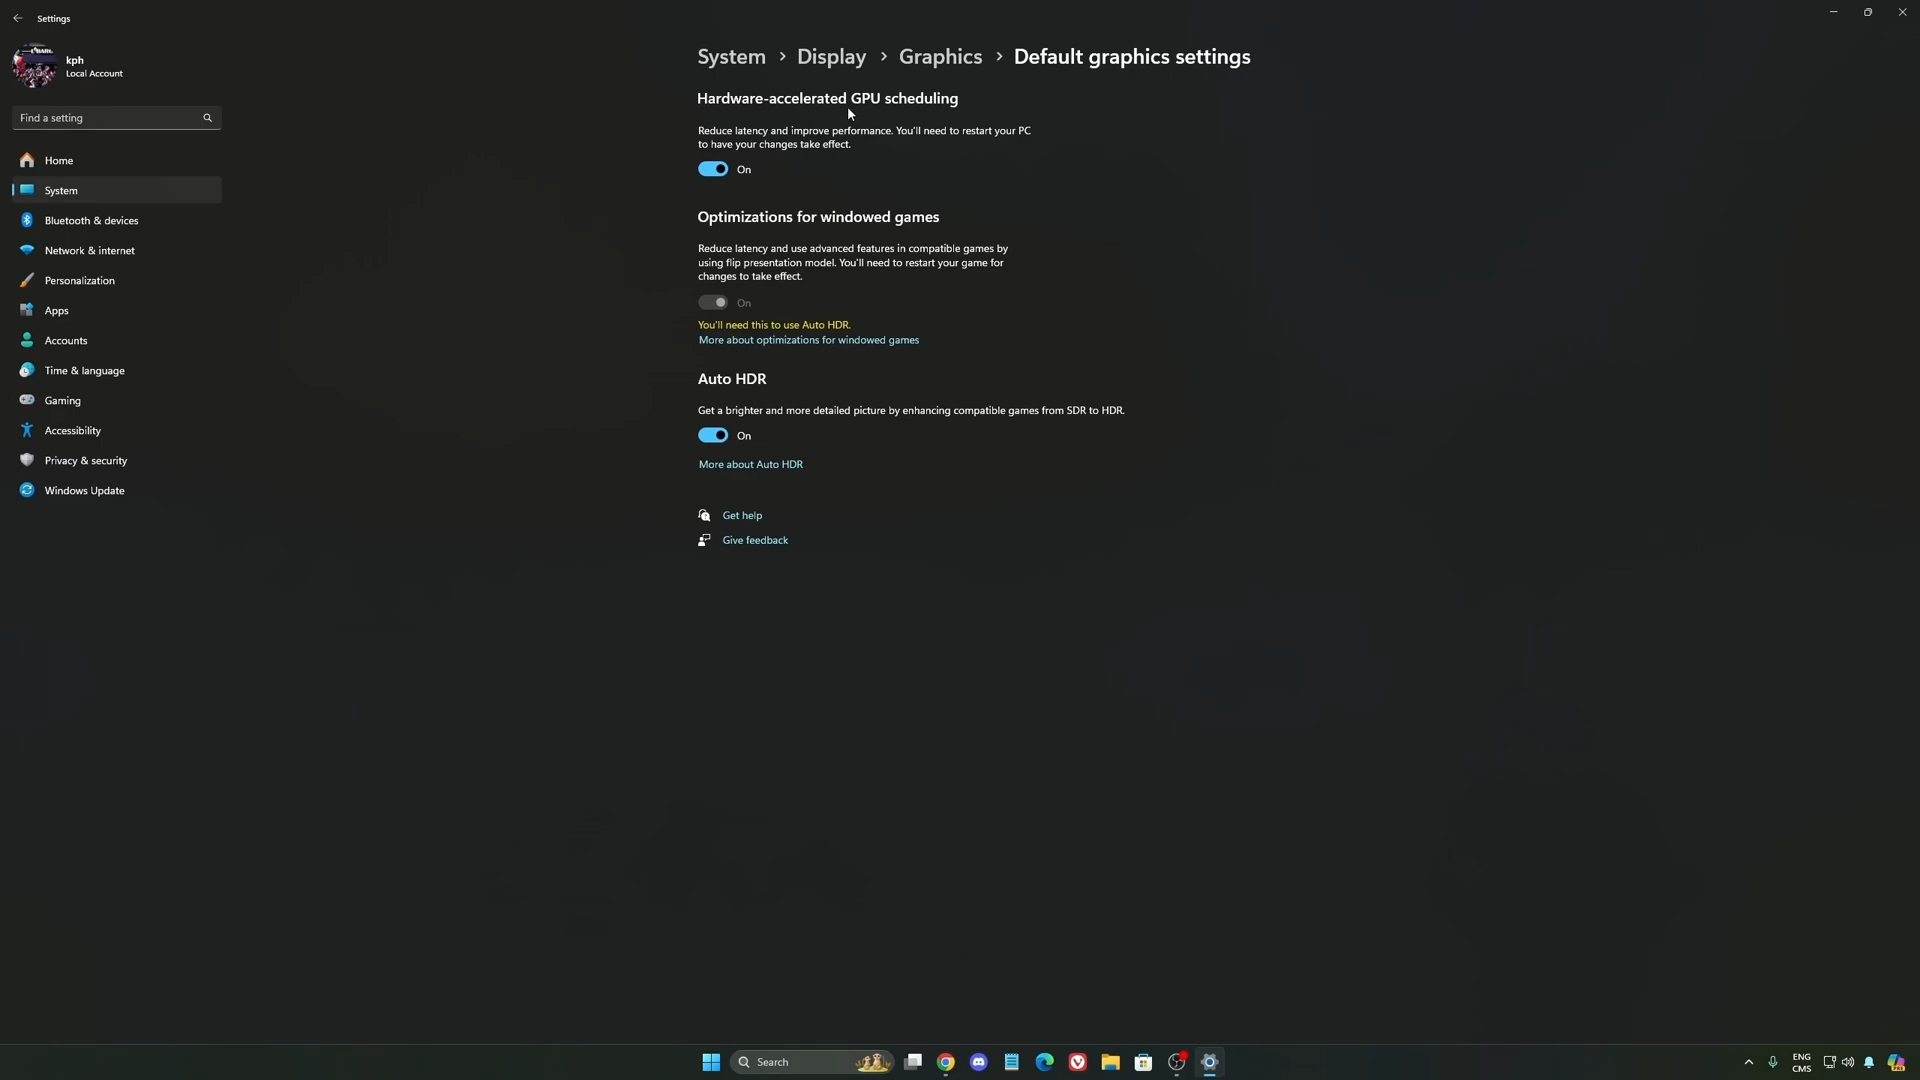 Settings
kph
Local Account
Find a setting
Home
System
Bluetooth & devices
Network & internet
Personalization
Apps
Accounts
Time & language
Gaming
Accessibility
Privacy & security
Windows Update
System > Display > Graphics > Default graphics settings
Hardware-accelerated GPU scheduling
Reduce latency and improve performance. You'll need to restart your PC
to have your changes take effect.
On
Optimizations for windowed games
Reduce latency and use advanced features in compatible games by
using flip presentation model. You'll need to restart your game for
changes to take effect.
On
You'll need this to use Auto HDR.
More about optimizations for windowed games
Auto HDR
Get a brighter and more detailed picture by enhancing compatible games from SDR to HDR.
On
More about Auto HDR
Get help
Give feedback
Search
ENG
CMS